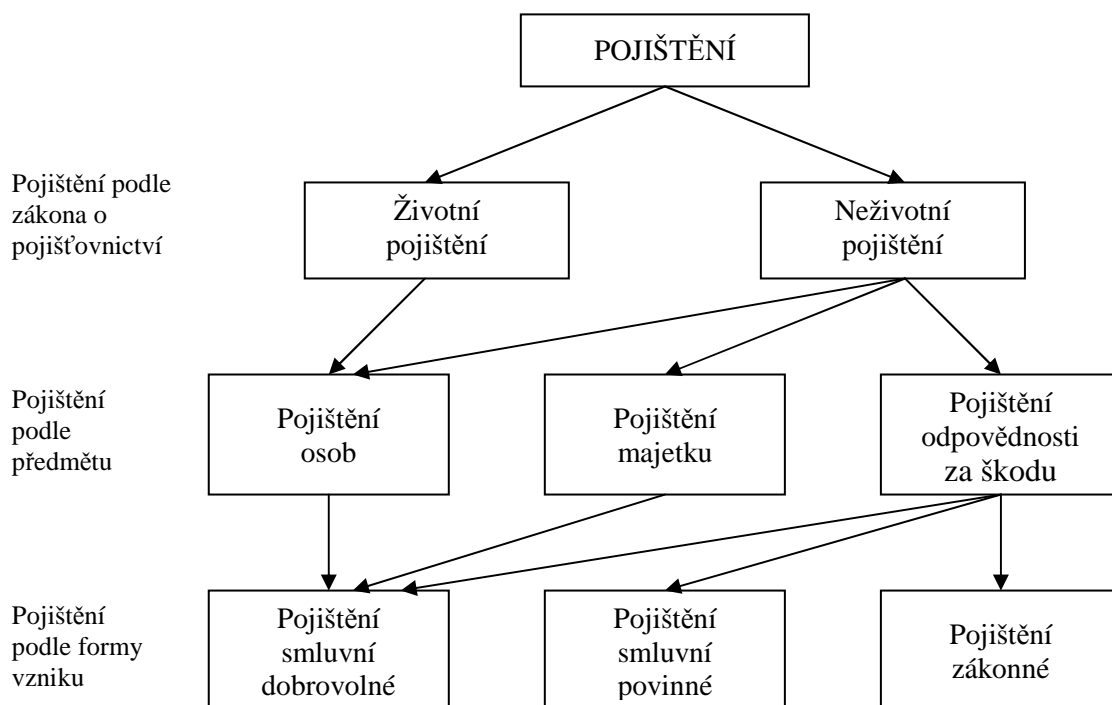 POJIŠTĚNÍ
Pojištění podle
zákona o
pojišťovnictví
Životní
pojištění
Neživotní
pojištění
Pojištění
podle
předmětu
Pojištění
osob
Pojištění
majetku
Pojištění
odpovědnosti
za škodu
Pojištění
podle formy
vzniku
Pojištění
smluvní
dobrovolné
Pojištění
smluvní
povinné
Pojištění
zákonné